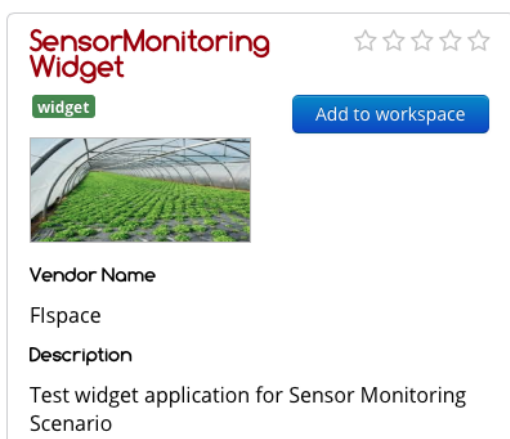 SensorMonitoring
Widget
widget
Add to workspace
Vendor Name
FIspace
Description
Test widget application for Sensor Monitoring
Scenario